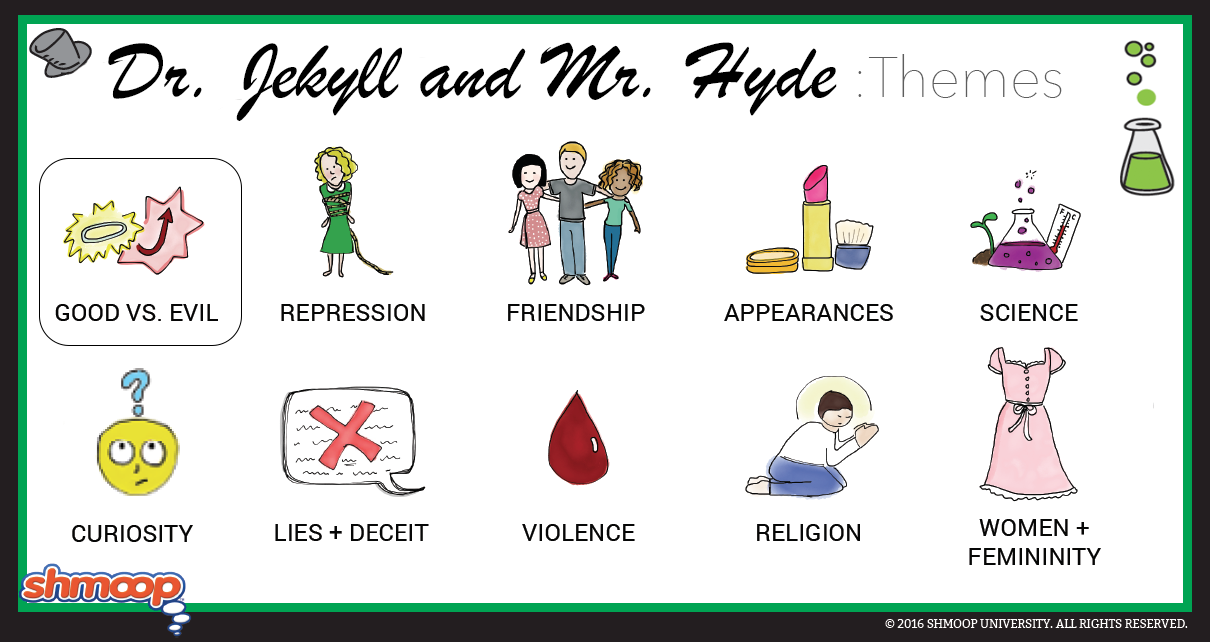 Dr. Jekyll and Mr. Hyde :Themes
GOOD VS. EVIL
REPRESSION
FRIENDSHIP
APPEARANCES
SCIENCE
F C
?
CURIOSITY
LIES + DECEIT
VIOLENCE
RELIGION
WOMEN +
FEMININITY
shmoop
© 2016 SHMOOP UNIVERSITY. ALL RIGHTS RESERVED.